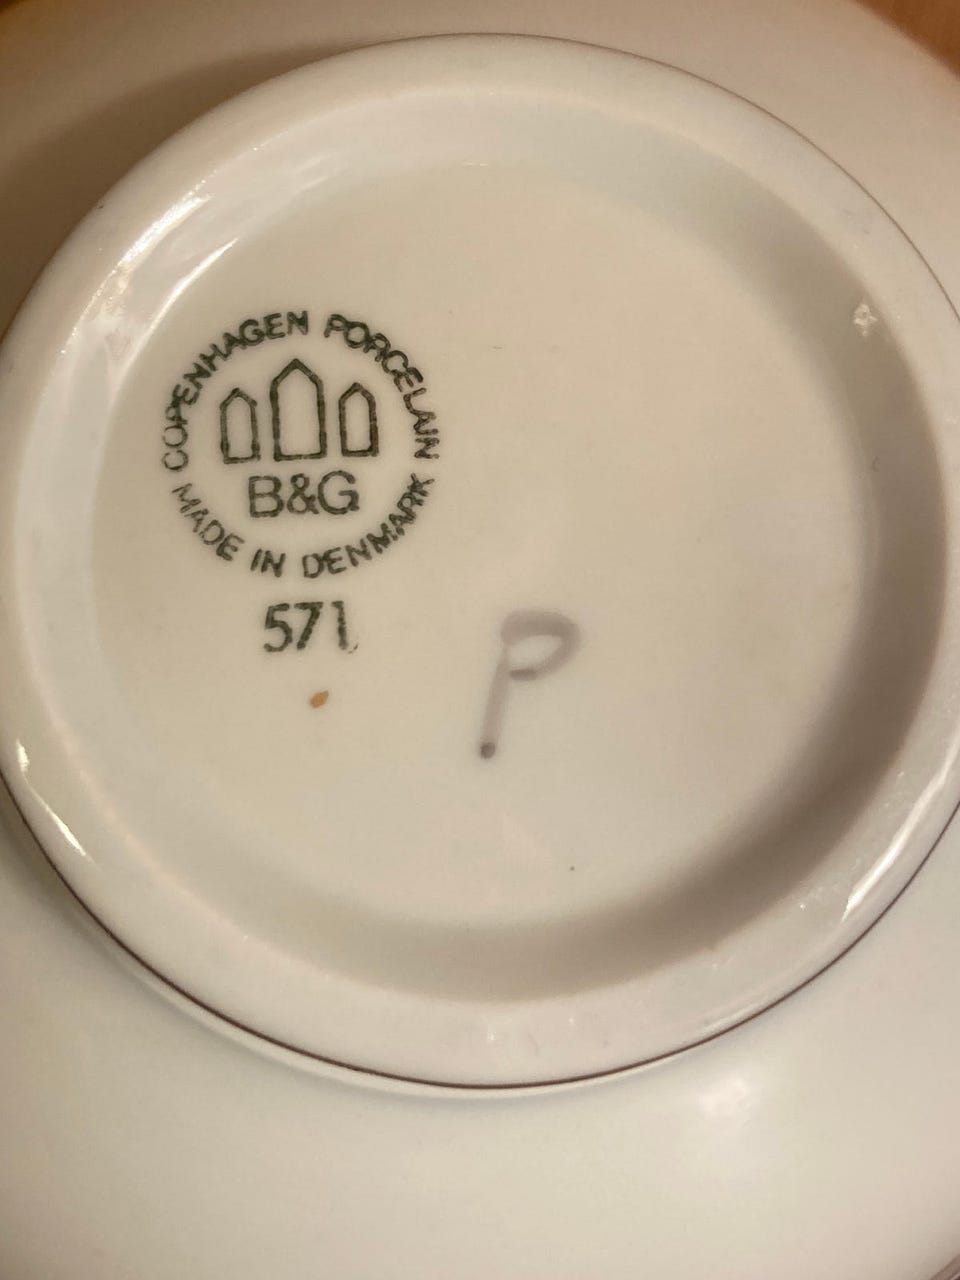 COPENHAGEN PORCELAIN
B&G
MADE IN DENMARK
571
P